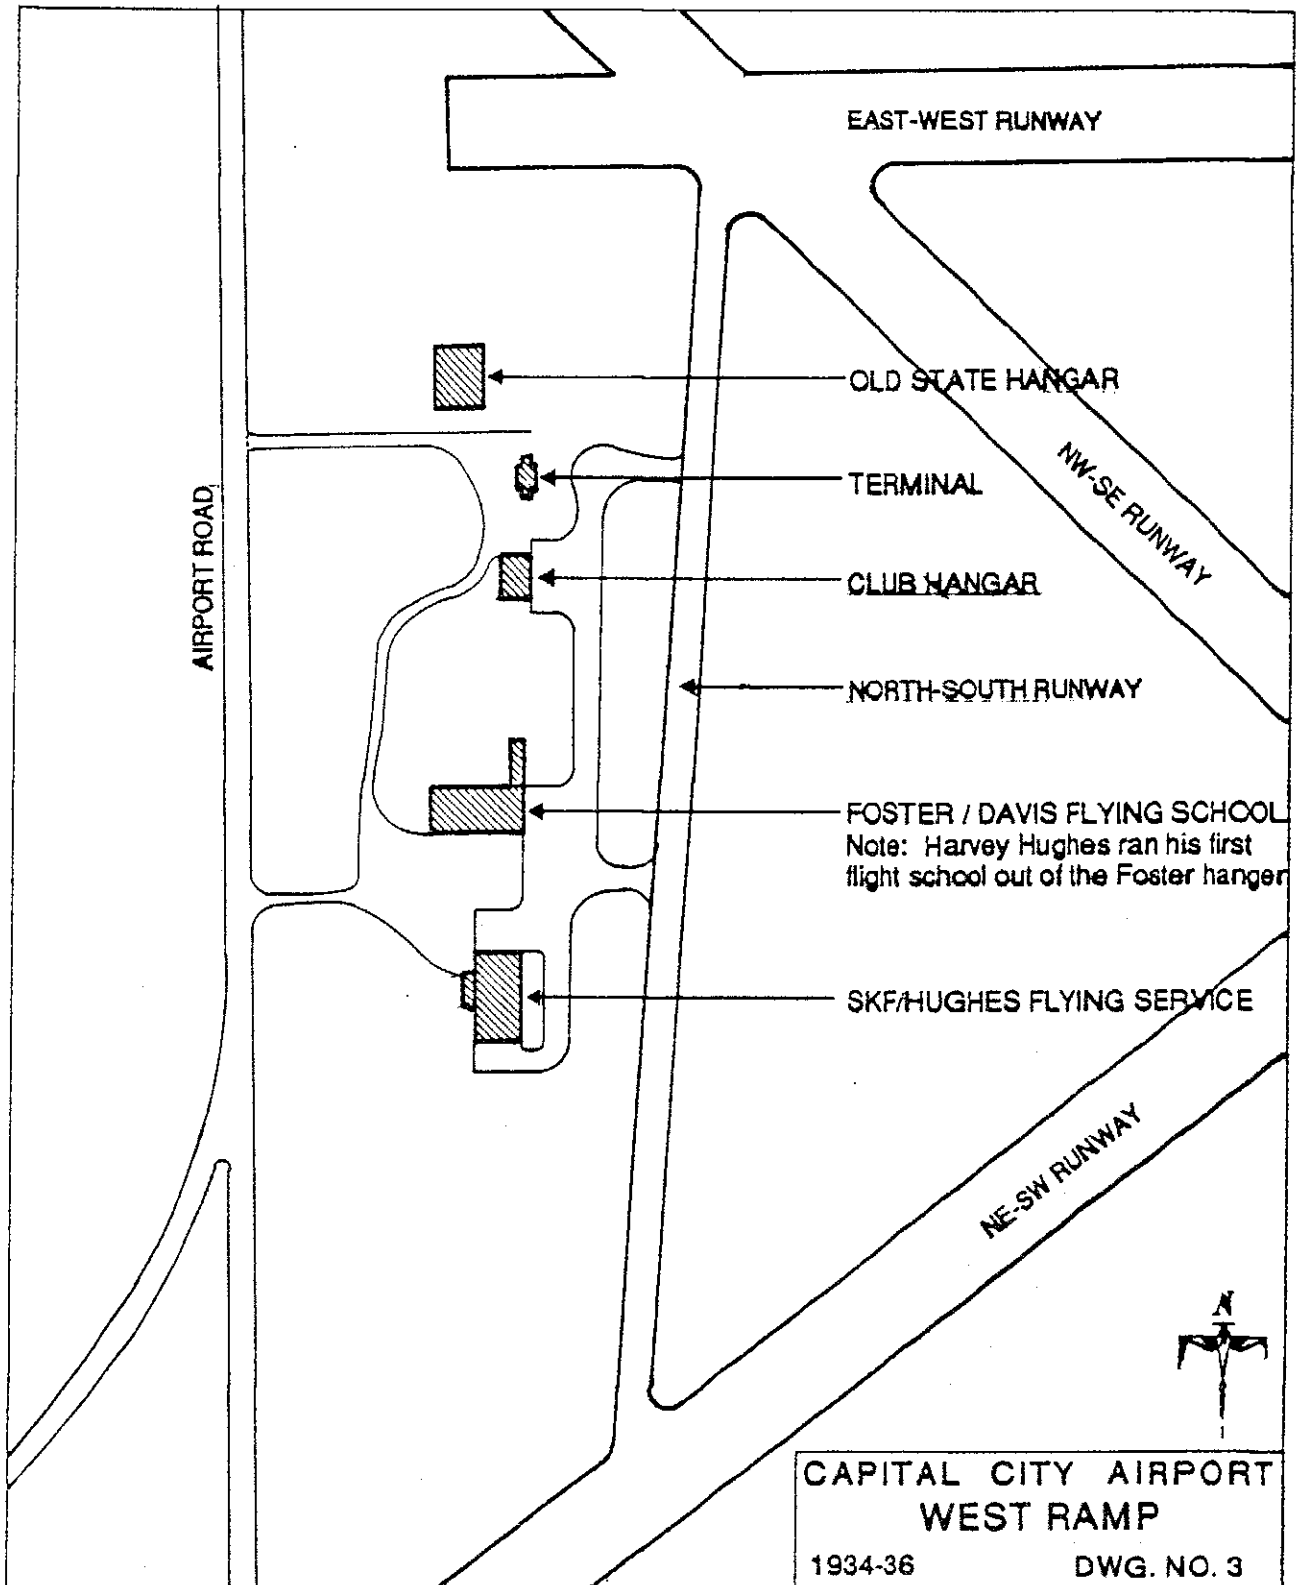 EAST-WEST RUNWAY
OLD STATE HANGAR
NW-SE RUNWAY
TERMINAL
AIRPORT ROAD
CLUB HANGAR
NORTH-SOUTH RUNWAY
FOSTER / DAVIS FLYING SCHOOL
Note: Harvey Hughes ran his first
flight school out of the Foster hanger
SKF/HUGHES FLYING SERVICE
NE-SW RUNWAY
N
CAPITAL CITY AIRPORT
WEST RAMP
1934-36 DWG. NO. 3